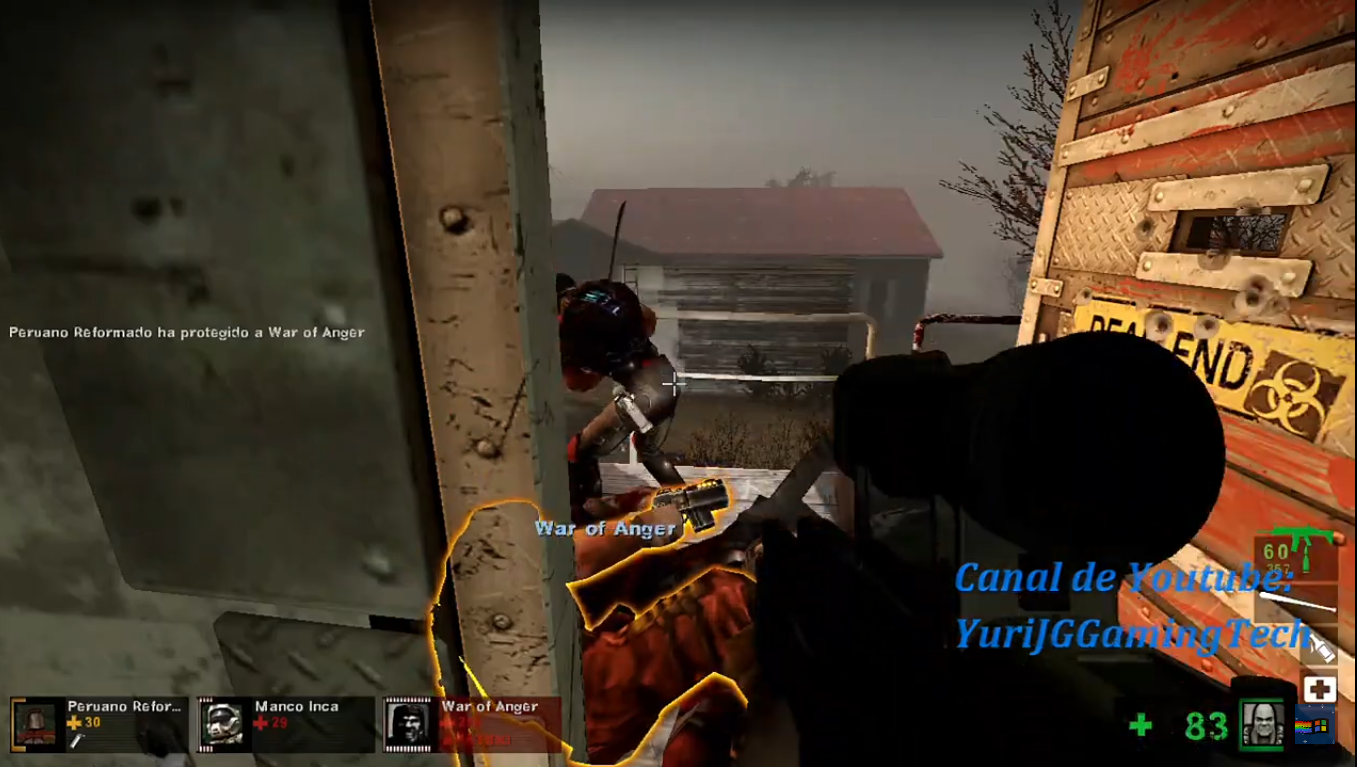 Peruano Reformado ha protegido a War of Anger
DEAD END
War of Anger
60
Canal de Youtube:
YuriJGGamingTech
Peruano Refor...
30
Manco Inca
29
War of Anger
83